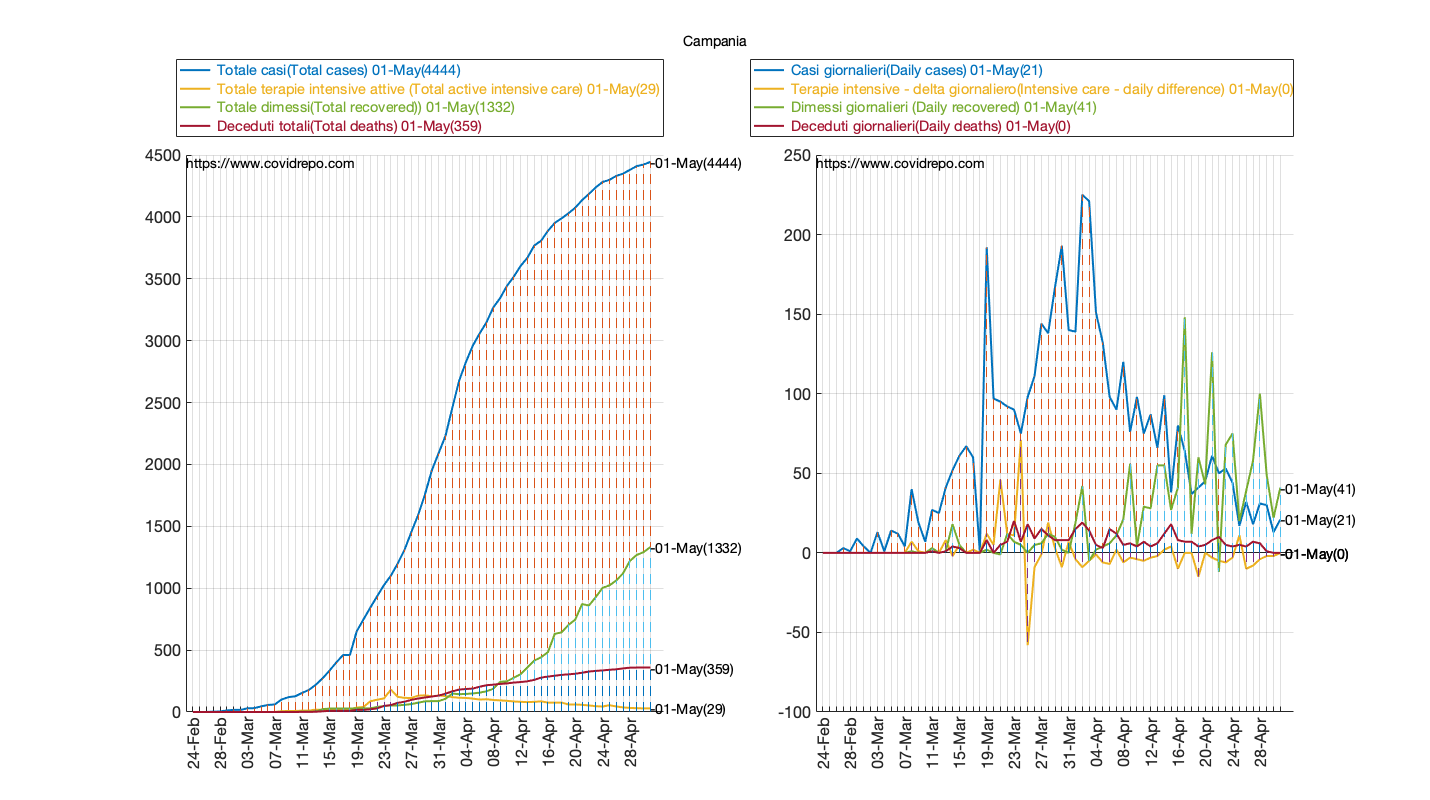 Campania
Totale casi(Total cases) 01-May(4444)
Totale terapie intensive attive (Total active intensive care) 01-May(29)
Totale dimessi(Total recovered)) 01-May(1332)
Deceduti totali(Total deaths) 01-May(359)
Casi giornalieri(Daily cases) 01-May(21)
Terapie intensive - delta giornaliero(Intensive care - daily difference) 01-May(0)
Dimessi giornalieri (Daily recovered) 01-May(41)
Deceduti giornalieri(Daily deaths) 01-May(0)
https://www.covidrepo.com
4500
4000
3500
3000
2500
2000
1500
1000
500
0
01-May(4444)
01-May(1332)
01-May(359)
01-May(29)
24-Feb
28-Feb
03-Mar
07-Mar
11-Mar
15-Mar
19-Mar
23-Mar
27-Mar
31-Mar
04-Apr
08-Apr
12-Apr
16-Apr
20-Apr
24-Apr
28-Apr
https://www.covidrepo.com
250
200
150
100
50
0
-50
-100
01-May(41)
01-May(21)
01-May(0)
24-Feb
28-Feb
03-Mar
07-Mar
11-Mar
15-Mar
19-Mar
23-Mar
27-Mar
31-Mar
04-Apr
08-Apr
12-Apr
16-Apr
20-Apr
24-Apr
28-Apr